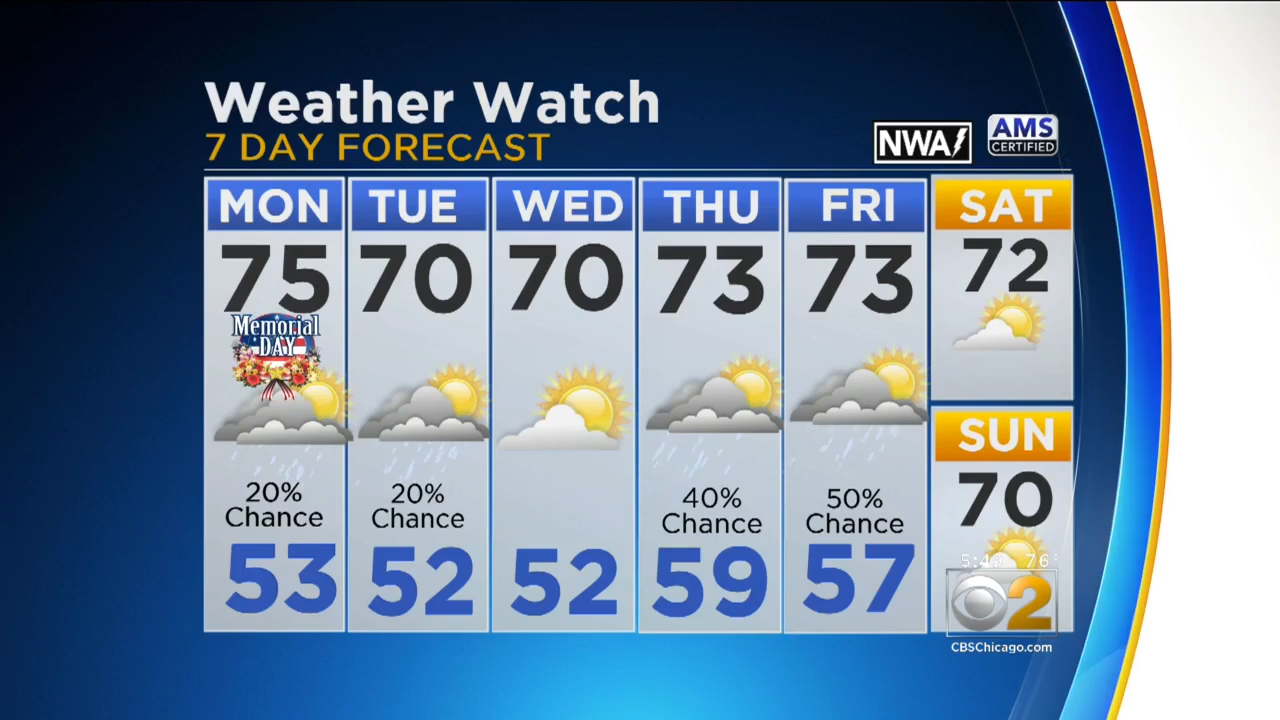 Weather Watch
7 DAY FORECAST
NWA
AMS
CERTIFIED
MON
75
Memorial
DAY
20%
Chance
53
TUE
70
20%
Chance
52
WED
70
52
THU
73
40%
Chance
59
FRI
73
50%
Chance
57
SAT
72
SUN
70
76°
2
CBSChicago.com